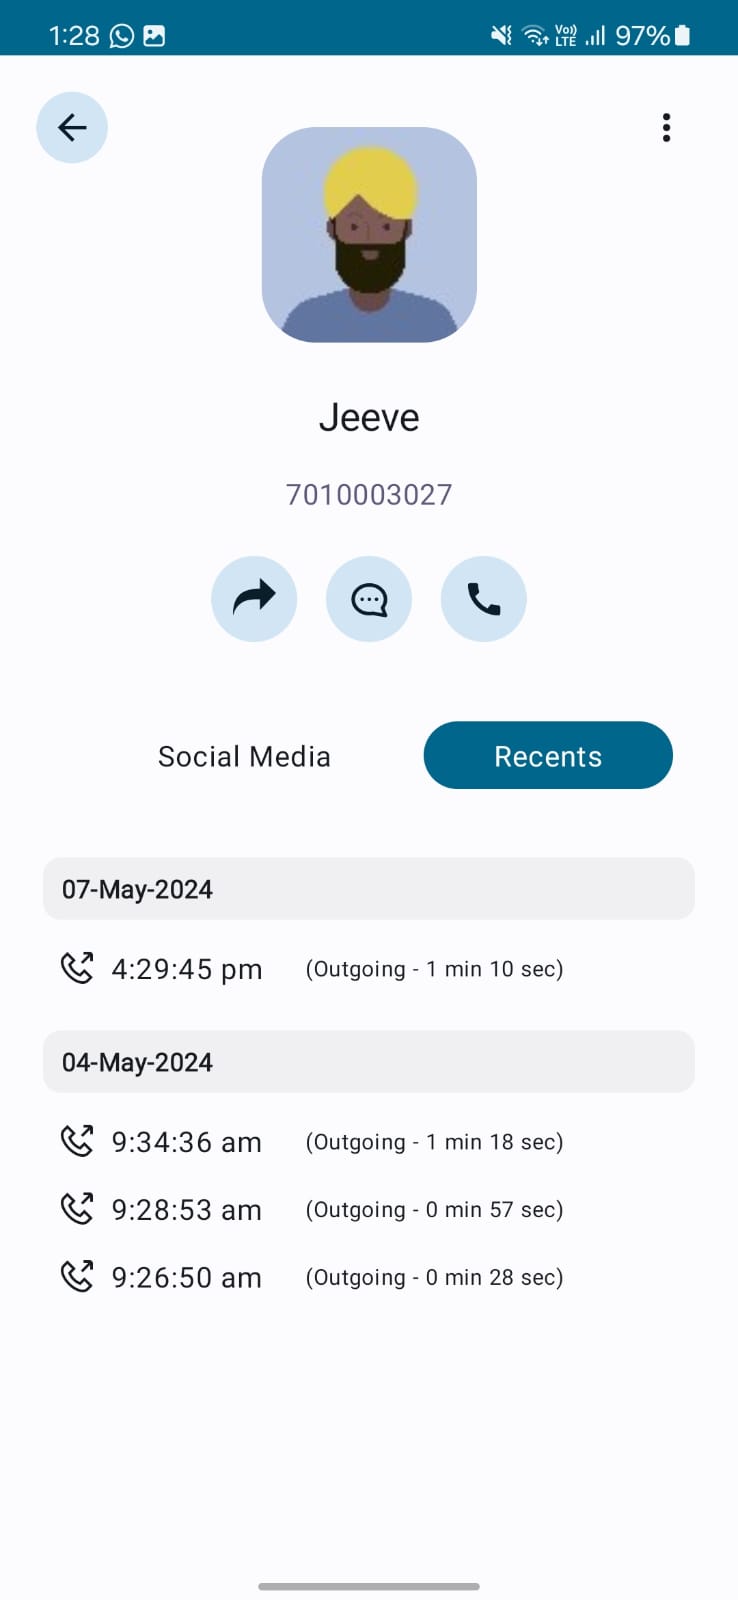 1:28 Vo)) LTE 97%
Jeeve
7010003027
Social Media Recents
07-May-2024
4:29:45 pm (Outgoing - 1 min 10 sec)
04-May-2024
9:34:36 am (Outgoing - 1 min 18 sec)
9:28:53 am (Outgoing - 0 min 57 sec)
9:26:50 am (Outgoing - 0 min 28 sec)